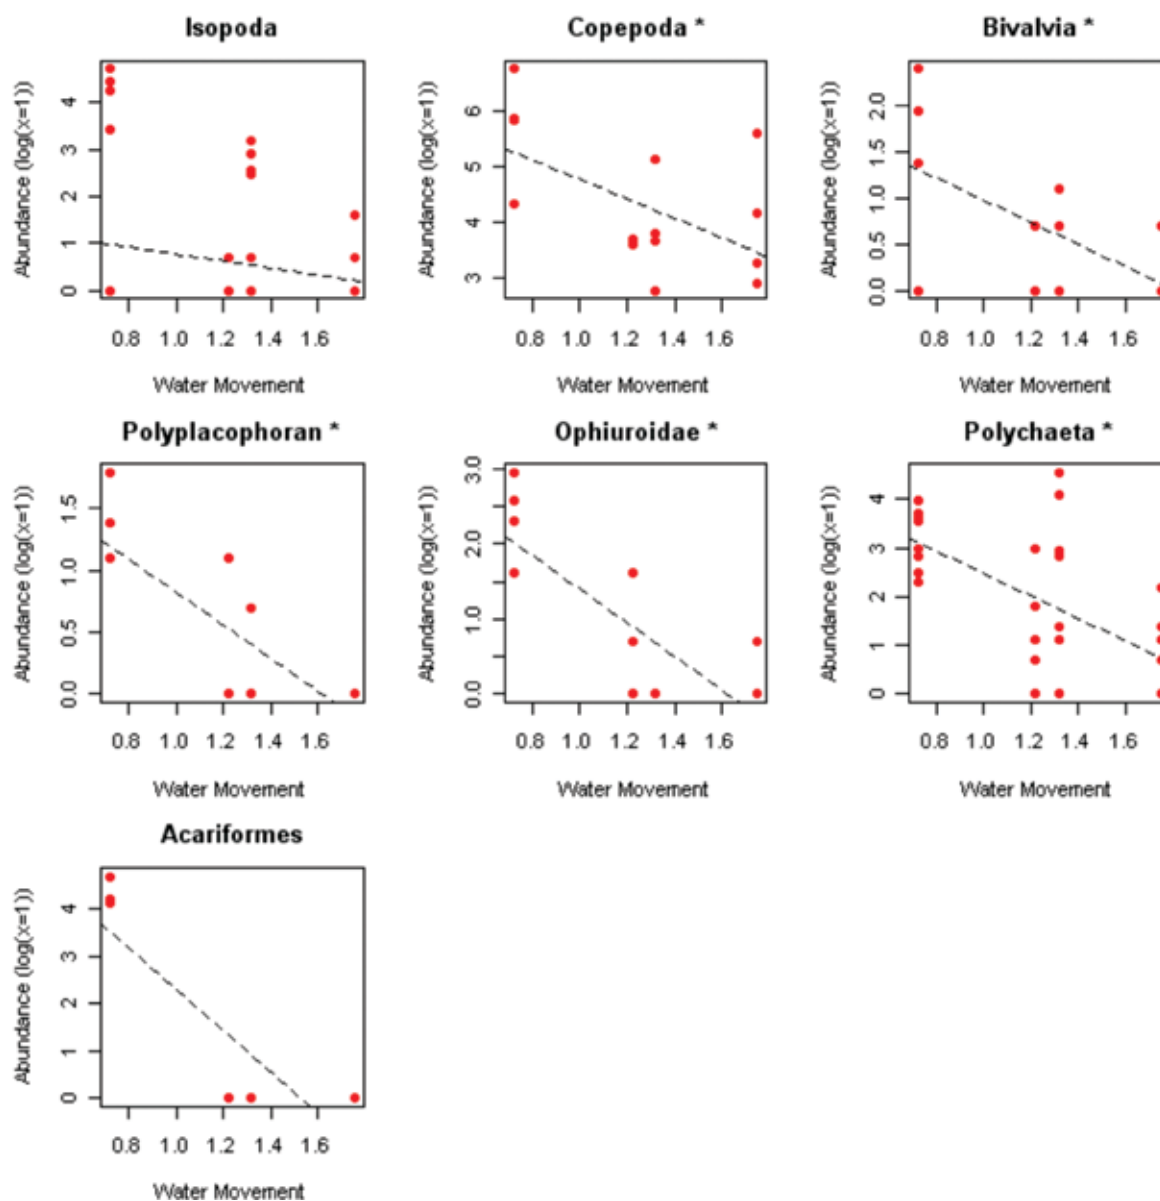 Isopoda
Copepoda *
Bivalvia *
Abundance (log(x=1))
0 1 2 3 4
0.8 1.0 1.2 1.4 1.6
Water Movement
Abundance (log(x=1))
3 4 5 6
0.8 1.0 1.2 1.4 1.6
Water Movement
Abundance (log(x=1))
0.0 0.5 1.0 1.5 2.0
0.8 1.0 1.2 1.4 1.6
Water Movement
Polyplacophoran *
Ophiuroidae *
Polychaeta *
Abundance (log(x=1))
0.0 0.5 1.0 1.5
0.8 1.0 1.2 1.4 1.6
Water Movement
Abundance (log(x=1))
0.0 1.0 2.0 3.0
0.8 1.0 1.2 1.4 1.6
Water Movement
Abundance (log(x=1))
0 1 2 3 4
0.8 1.0 1.2 1.4 1.6
Water Movement
Acariformes
Abundance (log(x=1))
0 1 2 3 4
0.8 1.0 1.2 1.4 1.6
Water Movement